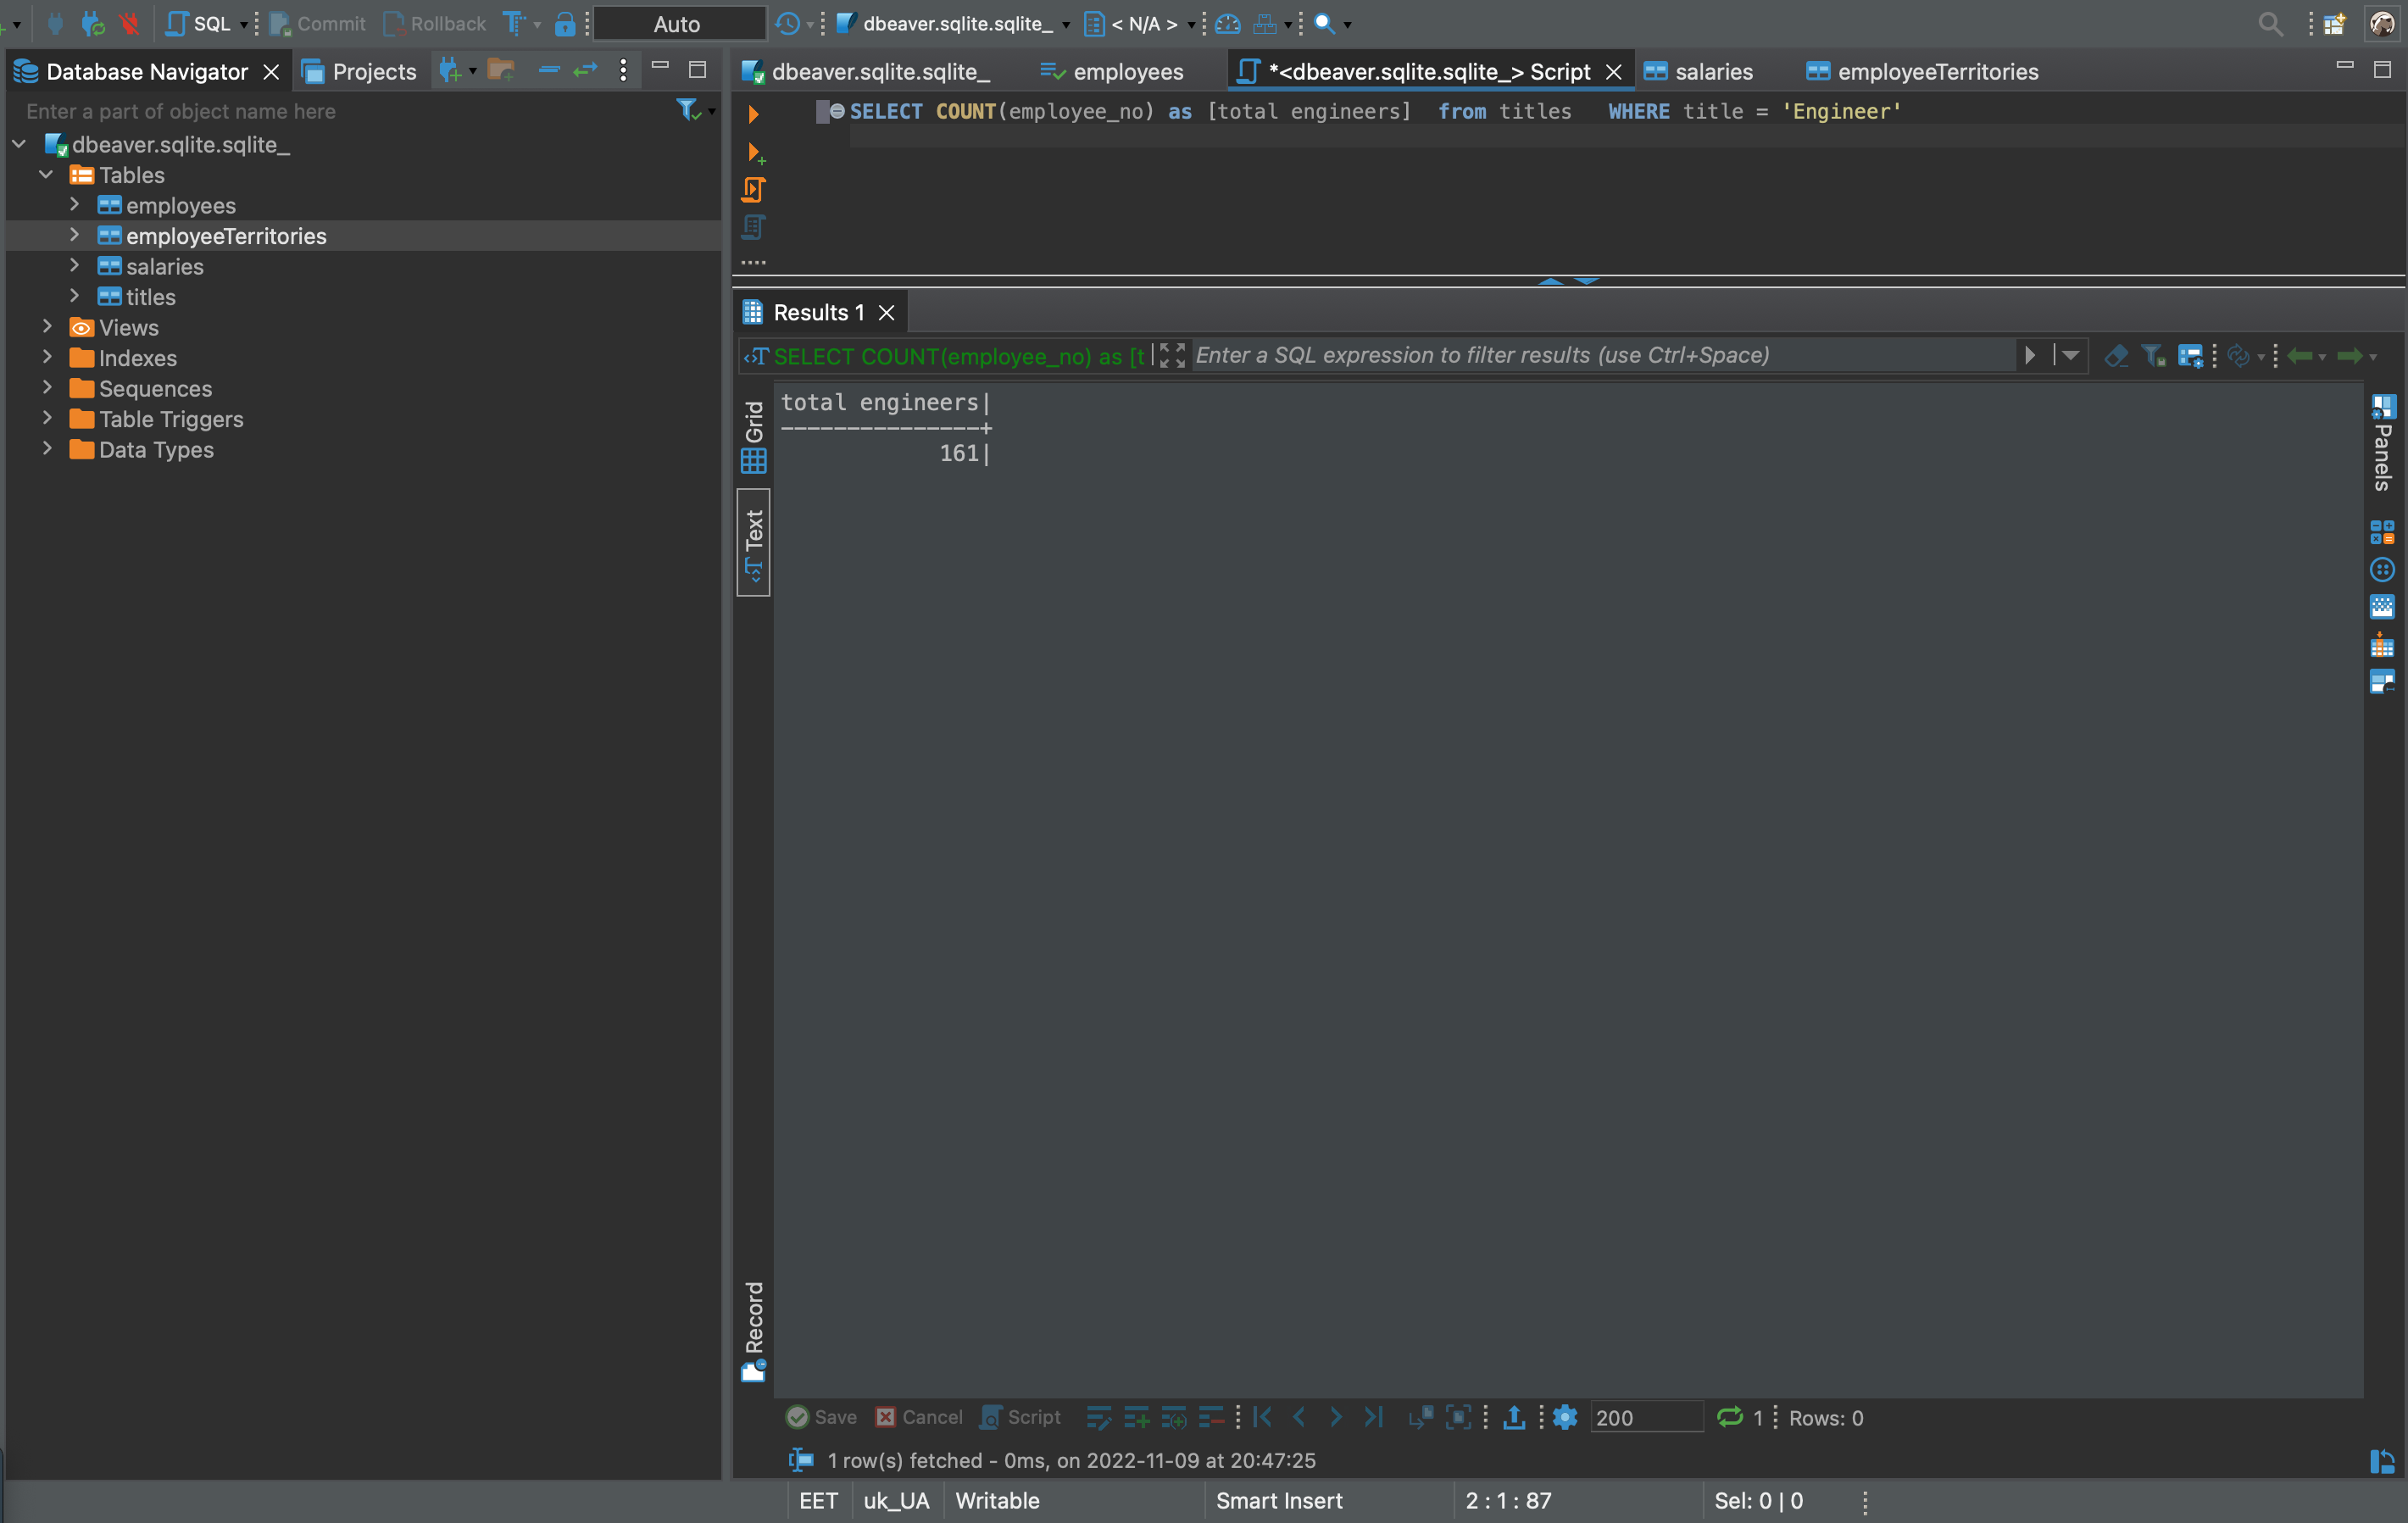 SQL Commit Rollback Auto dbeaver.sqlite.sqlite_ < N/A >
Database Navigator Projects
Enter a part of object name here
dbeaver.sqlite.sqlite_
Tables
employees
employeeTerritories
salaries
titles
Views
Indexes
Sequences
Table Triggers
Data Types
dbeaver.sqlite.sqlite_ employees *<dbeaver.sqlite.sqlite_> Script salaries employeeTerritories
SELECT COUNT(employee_no) as [total engineers] from titles WHERE title = 'Engineer'
Results 1
SELECT COUNT(employee_no) as [t Enter a SQL expression to filter results (use Ctrl+Space)
Grid
Text
Record
total engineers|
---------------+
161|
Panels
Save Cancel Script 200 1 Rows: 0
1 row(s) fetched - 0ms, on 2022-11-09 at 20:47:25
EET uk_UA Writable Smart Insert 2 : 1 : 87 Sel: 0 | 0